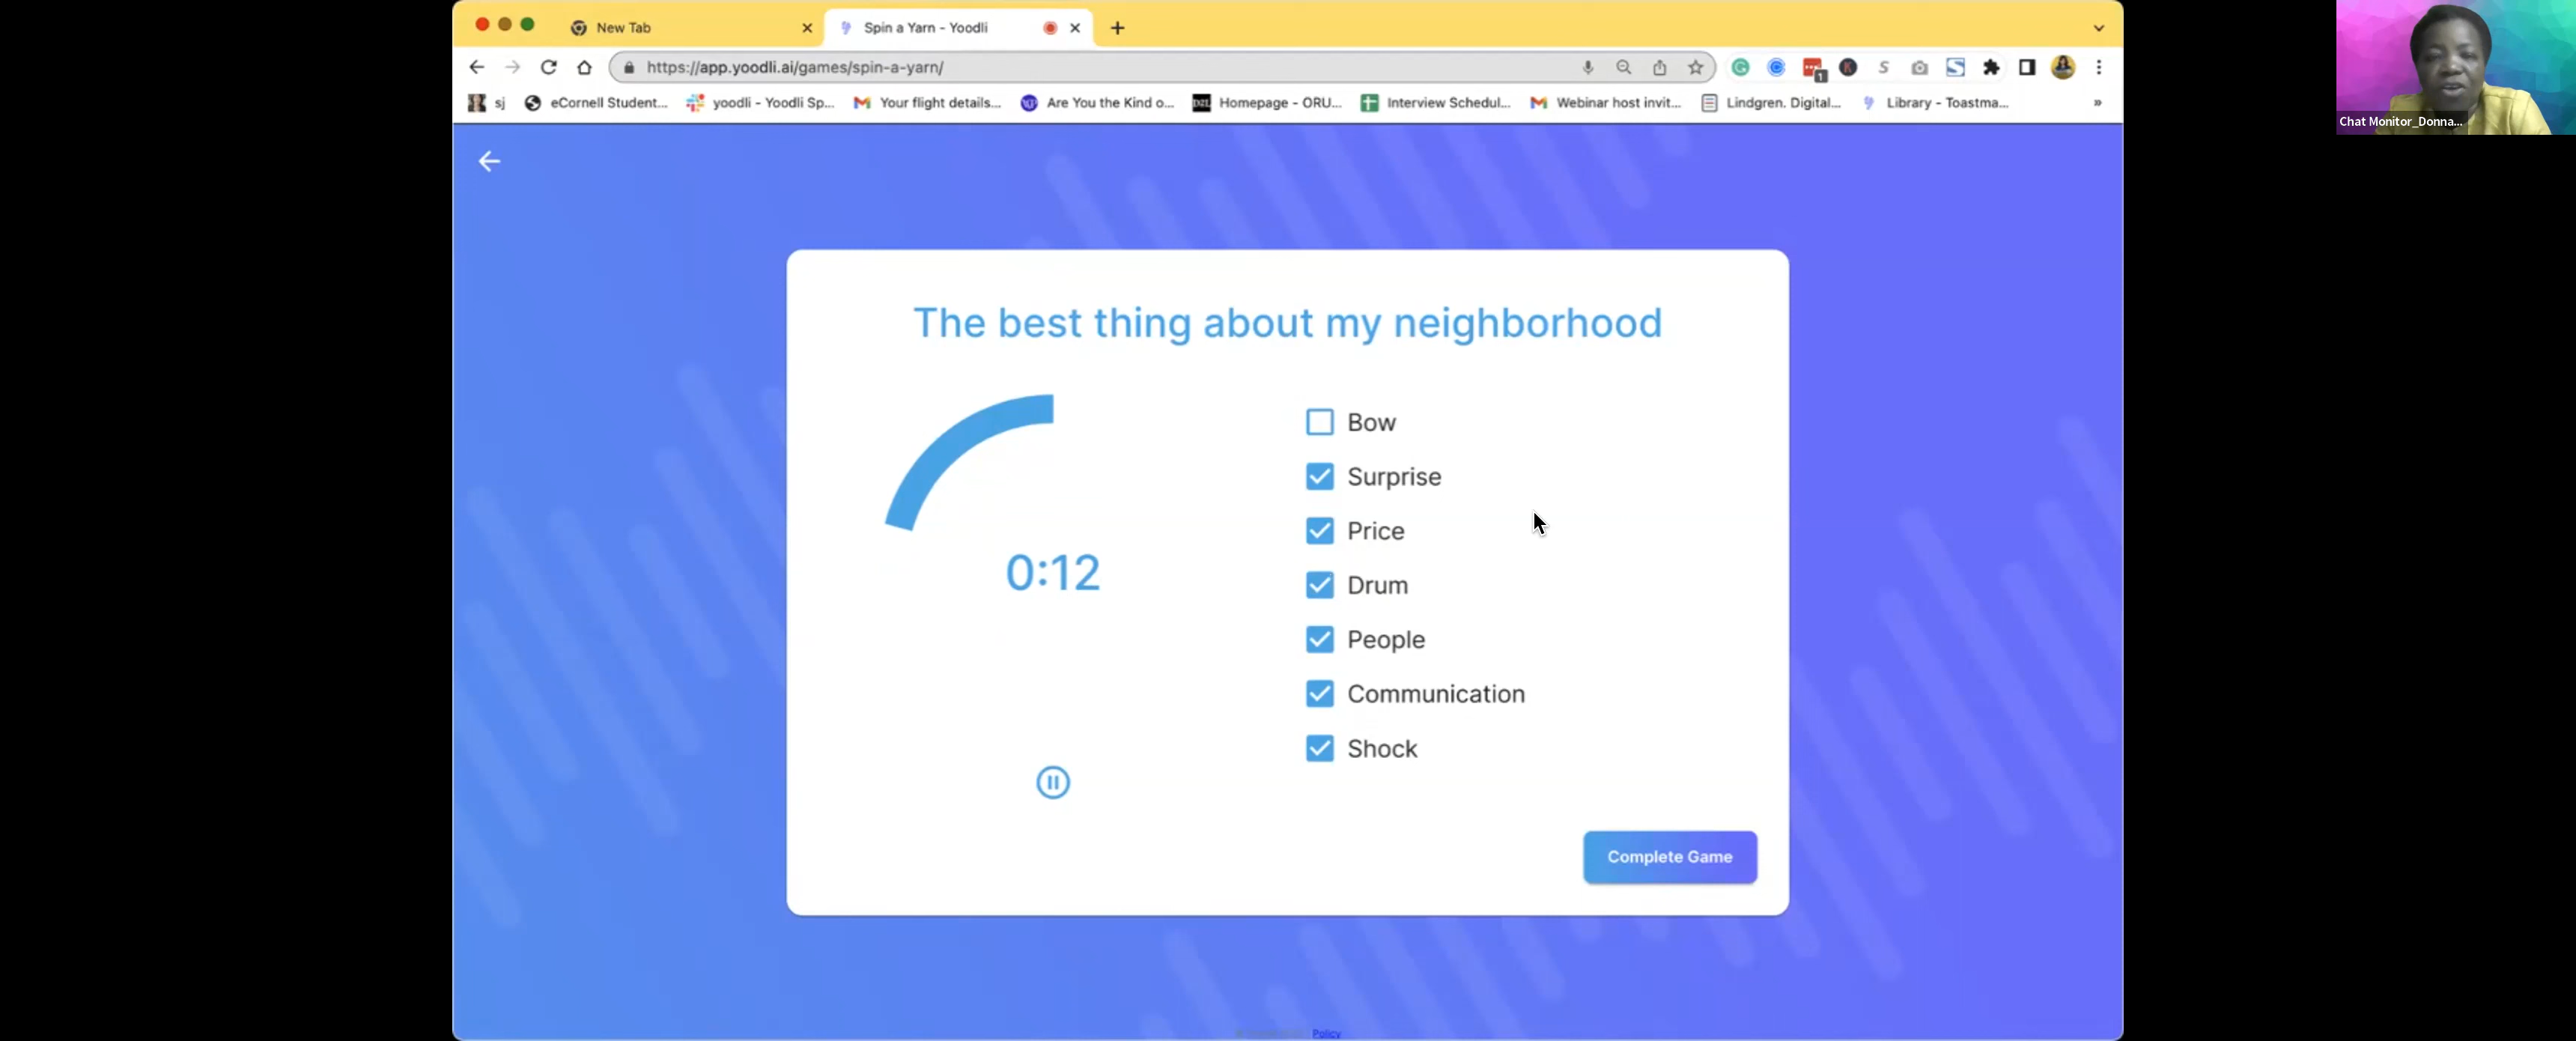 New Tab
Spin a Yarn - Yoodli
https://app.yoodli.ai/games/spin-a-yarn/
1
sj
eCornell Student...
yoodli - Yoodli Sp...
Your flight details...
Are You the Kind o...
Homepage - ORU...
Interview Schedul...
Webinar host invit...
Lindgren. Digital...
Library - Toastma...
»
Chat Monitor_Donna...
The best thing about my neighborhood
0:12
Bow
Surprise
Price
Drum
People
Communication
Shock
Complete Game
Policy